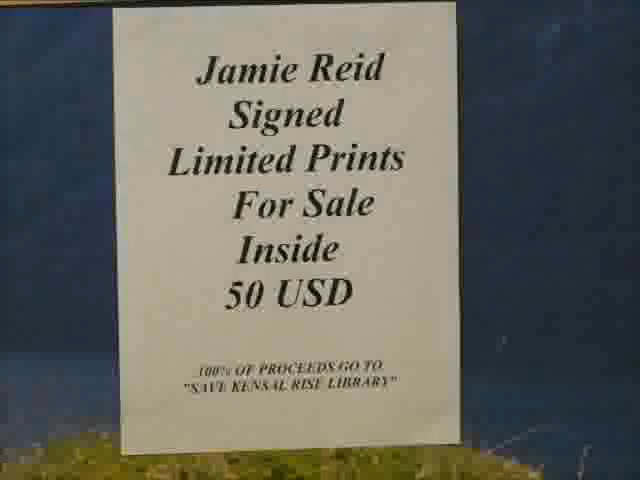 Jamie Reid
Signed
Limited Prints
For Sale
Inside
50 USD
100% OF PROCEEDS GO TO
"SAVE KENSAL RISE LIBRARY"